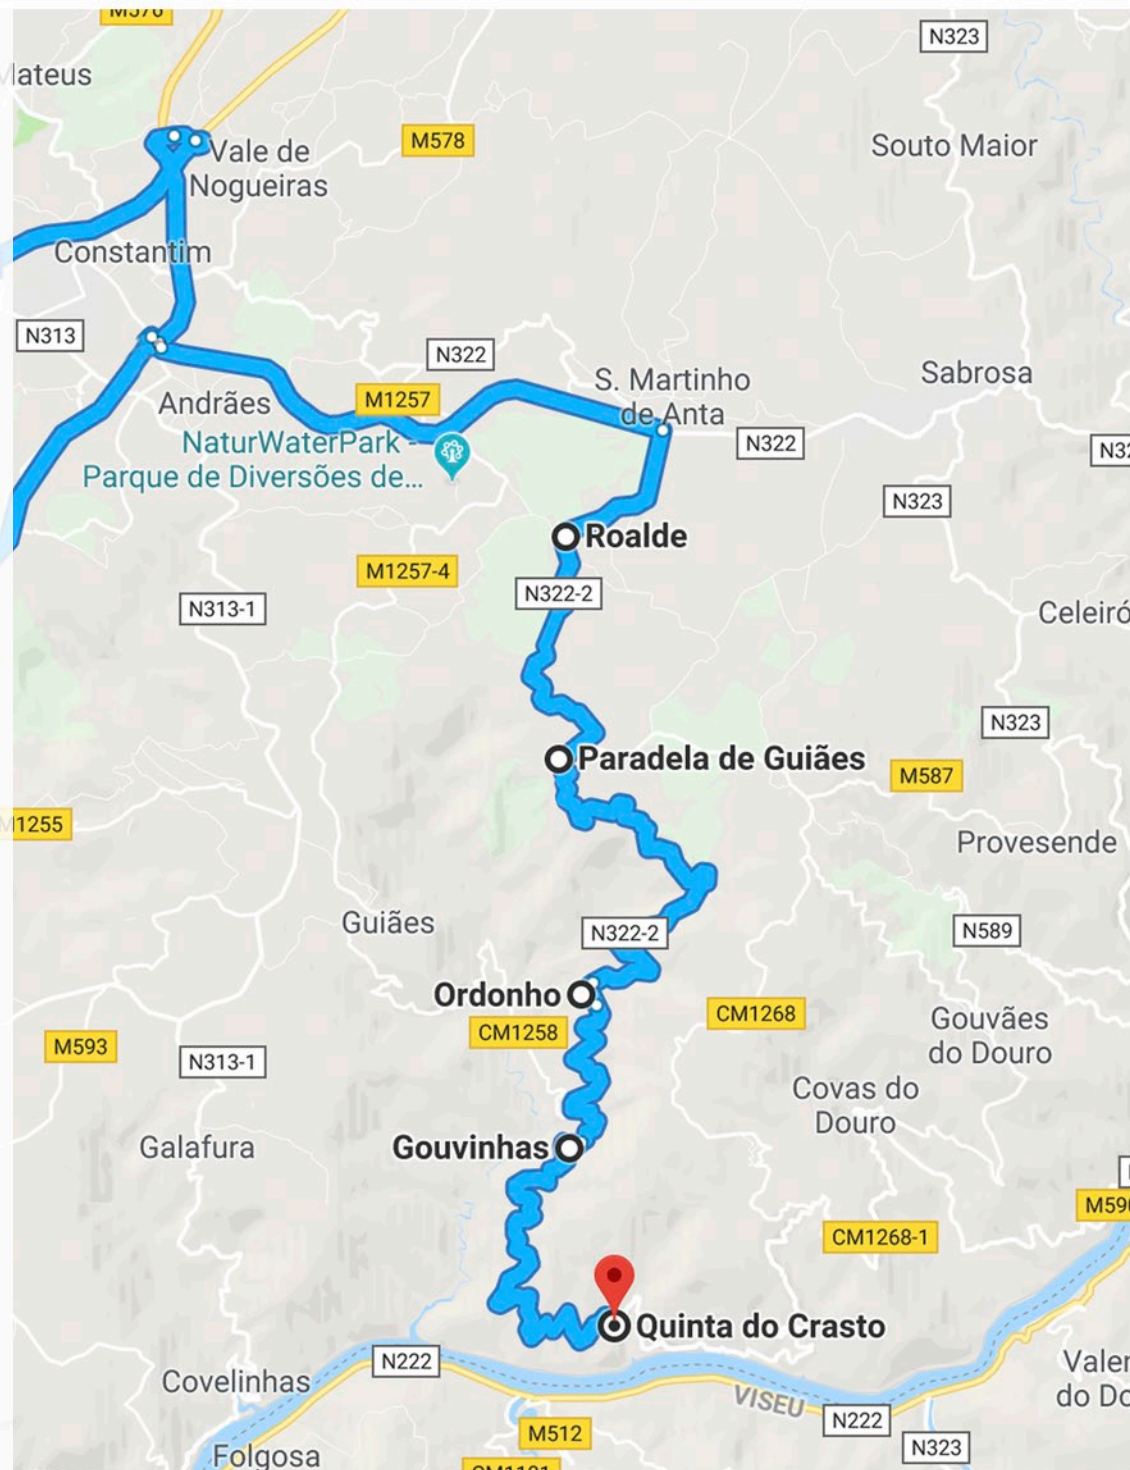 M576
N323
Mateus
M578
Souto Maior
Vale de
Nogueiras
Constantim
N313
N322
Sabrosa
S. Martinho
de Anta
M1257
Andrães
N322
NaturWaterPark -
Parque de Diversões de...
N323
Roalde
M1257-4
N322-2
N313-1
Celeiró
N323
Paradela de Guiães
M587
M1255
Provesende
Guiães
N322-2
N589
Ordonho
CM1258
CM1268
Gouvães
do Douro
M593
N313-1
Covas do
Douro
Galafura
Gouvinhas
CM1268-1
Quinta do Crasto
N222
Covelinhas
VISEU
N222
M512
N323
Folgosa